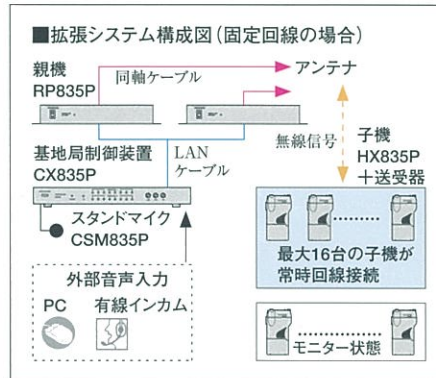 ■拡張システム構成図(固定回線の場合)
親機
RP835P
同軸ケーブル
アンテナ
無線信号
子機
HX835P
＋送受器
基地局制御装置
CX835P
LAN
ケーブル
スタンドマイク
CSM835P
最大16台の子機が
常時回線接続
外部音声入力
PC 有線インカム
モニター状態